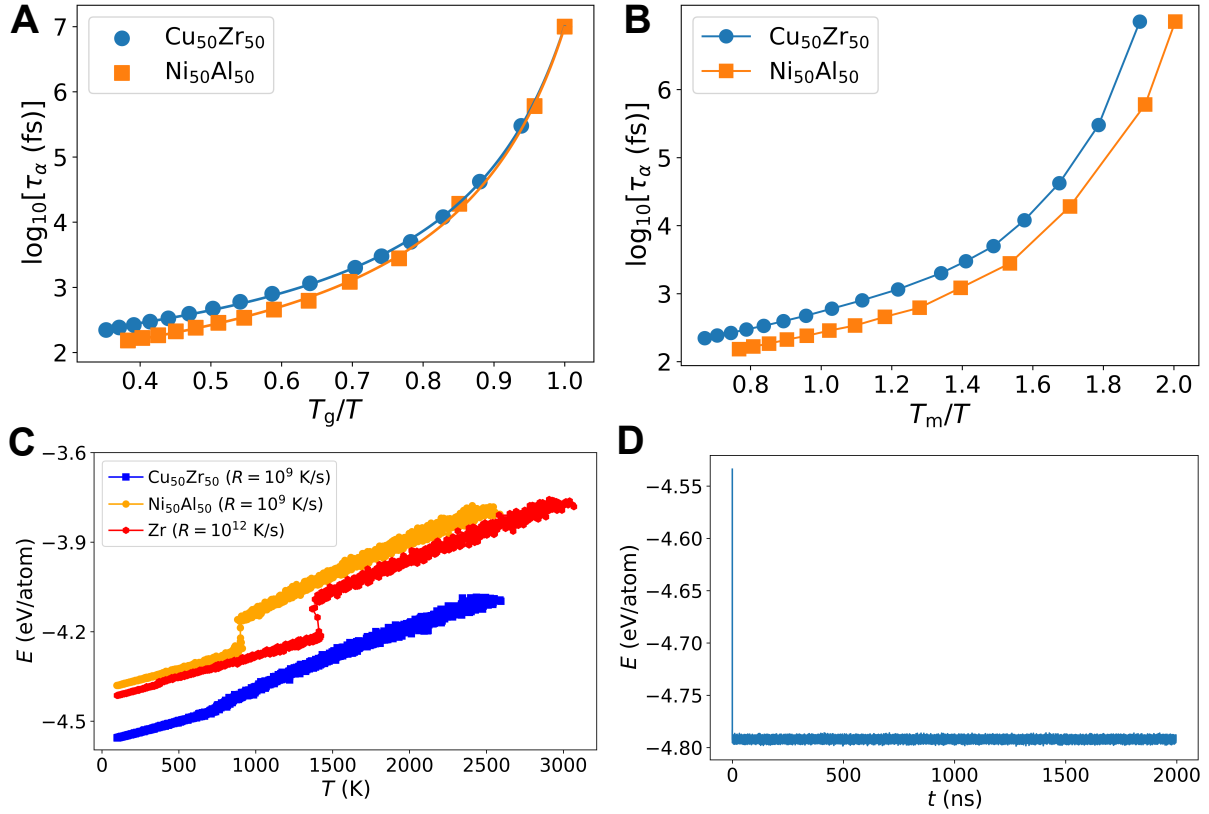 A
Cu50Zr50
Ni50Al50
log10[τα (fs)]
7
6
5
4
3
2
0.4 0.5 0.6 0.7 0.8 0.9 1.0
Tg/T
B
Cu50Zr50
Ni50Al50
log10[τα (fs)]
6
5
4
3
2
0.8 1.0 1.2 1.4 1.6 1.8 2.0
Tm/T
C
Cu50Zr50 (R = 10^9 K/s)
Ni50Al50 (R = 10^9 K/s)
Zr (R = 10^12 K/s)
E (eV/atom)
−3.6
−3.9
−4.2
−4.5
0 500 1000 1500 2000 2500 3000
T (K)
D
E (eV/atom)
−4.55
−4.60
−4.65
−4.70
−4.75
−4.80
0 500 1000 1500 2000
t (ns)